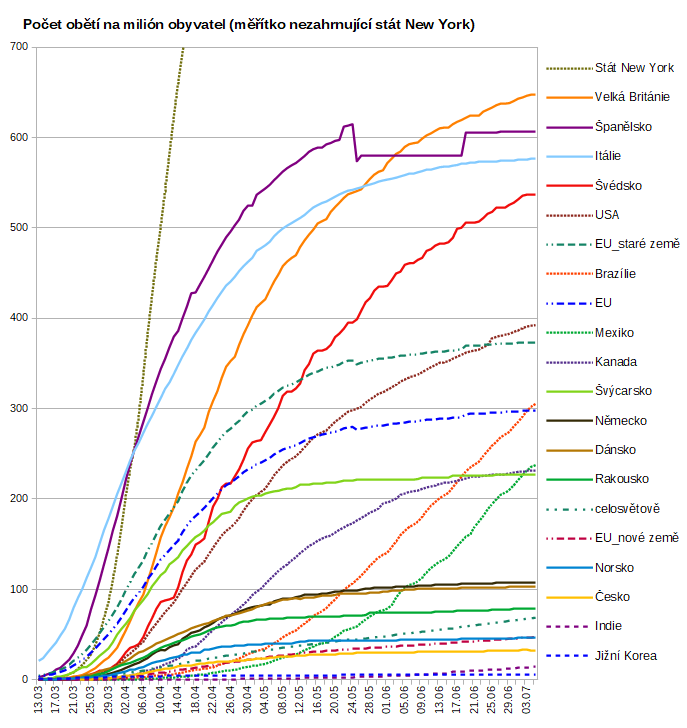 Počet obětí na milión obyvatel (měřítko nezahrnující stát New York)
700
600
500
400
300
200
100
0
13.03
17.03
21.03
25.03
29.03
02.04
06.04
10.04
14.04
18.04
22.04
26.04
30.04
04.05
08.05
12.05
16.05
20.05
24.05
28.05
01.06
05.06
09.06
13.06
17.06
21.06
25.06
29.06
03.07
Stát New York
Velká Británie
Španělsko
Itálie
Švédsko
USA
EU_staré země
Brazílie
EU
Mexiko
Kanada
Švýcarsko
Německo
Dánsko
Rakousko
celosvětově
EU_nové země
Norsko
Česko
Indie
Jižní Korea